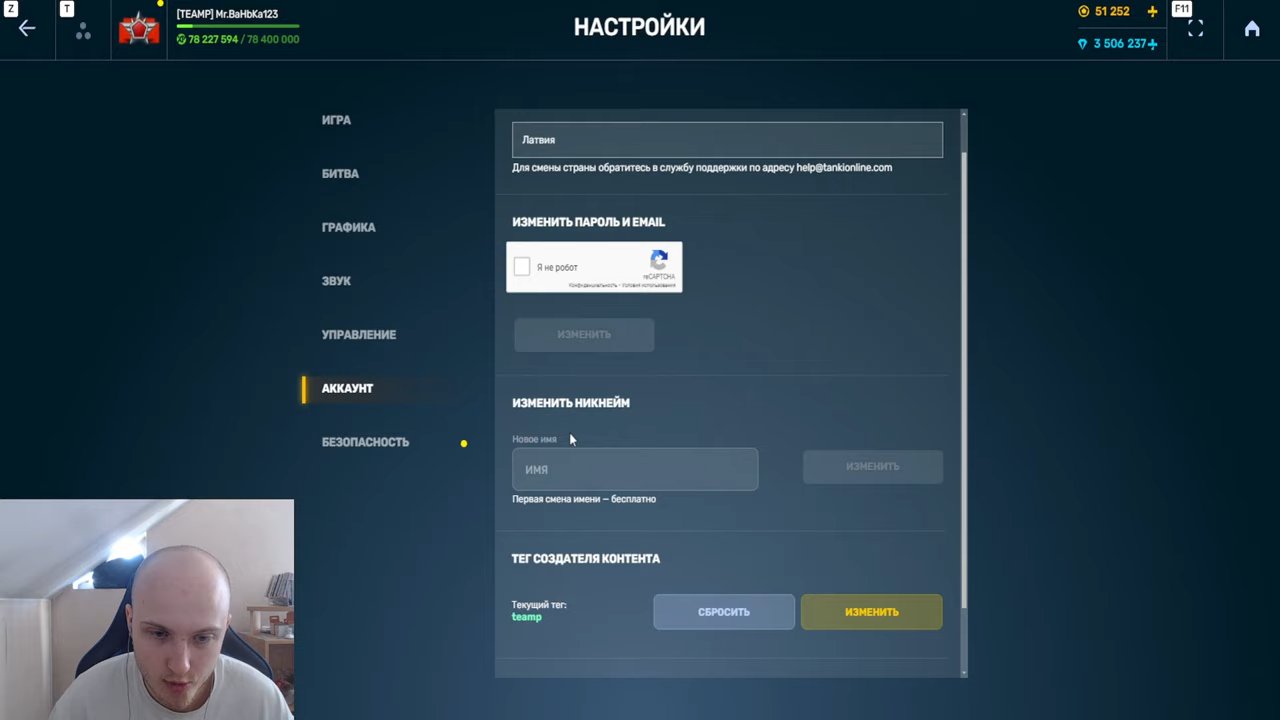 Z
T
[TEAMP] Mr.BaHbKa123
78 227 594 / 78 400 000
НАСТРОЙКИ
51 252
3 506 237
F11
ИГРА
БИТВА
ГРАФИКА
ЗВУК
УПРАВЛЕНИЕ
АККАУНТ
БЕЗОПАСНОСТЬ
Латвия
Для смены страны обратитесь в службу поддержки по адресу help@tankionline.com
ИЗМЕНИТЬ ПАРОЛЬ И EMAIL
Я не робот
reCAPTCHA
Конфиденциальность - Условия использования
ИЗМЕНИТЬ
ИЗМЕНИТЬ НИКНЕЙМ
Новое имя
ИМЯ
ИЗМЕНИТЬ
Первая смена имени – бесплатно
ТЕГ СОЗДАТЕЛЯ КОНТЕНТА
Текущий тег:
teamp
СБРОСИТЬ
ИЗМЕНИТЬ